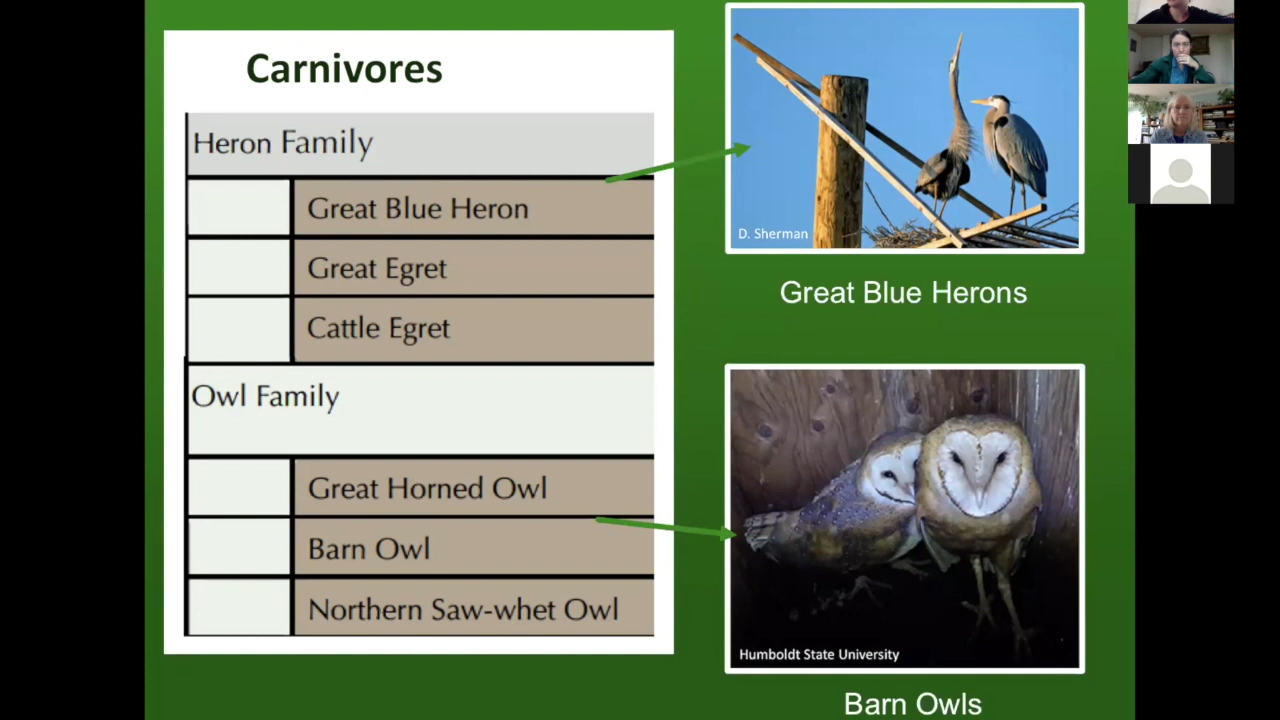 Carnivores
Heron Family
Great Blue Heron
Great Egret
Cattle Egret
Owl Family
Great Horned Owl
Barn Owl
Northern Saw-whet Owl
D. Sherman
Great Blue Herons
Humboldt State University
Barn Owls